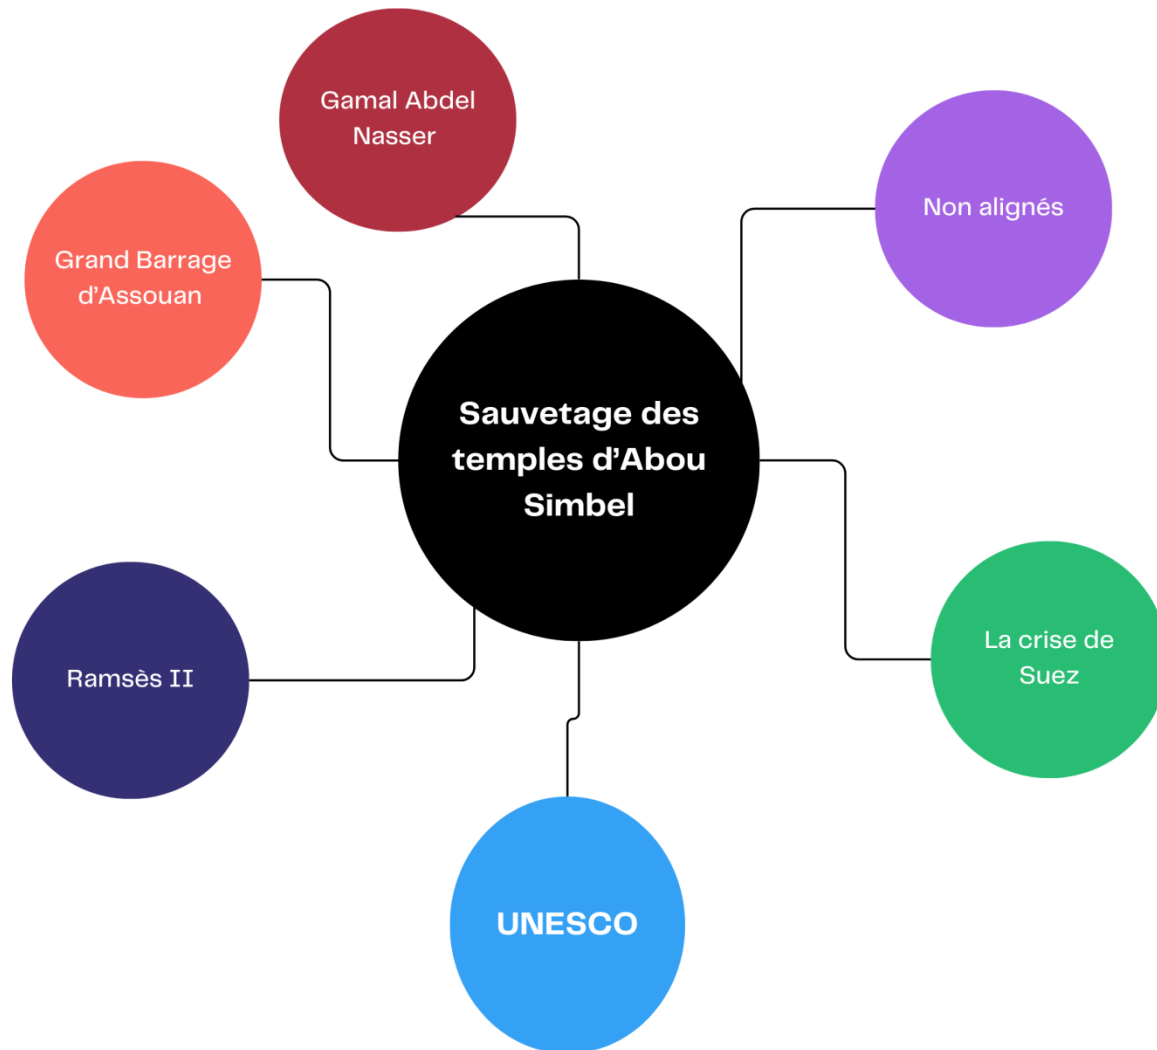 Gamal Abdel
Nasser
Non alignés
Grand Barrage
d’Assouan
Sauvetage des
temples d’Abou
Simbel
La crise de
Suez
Ramsès II
UNESCO